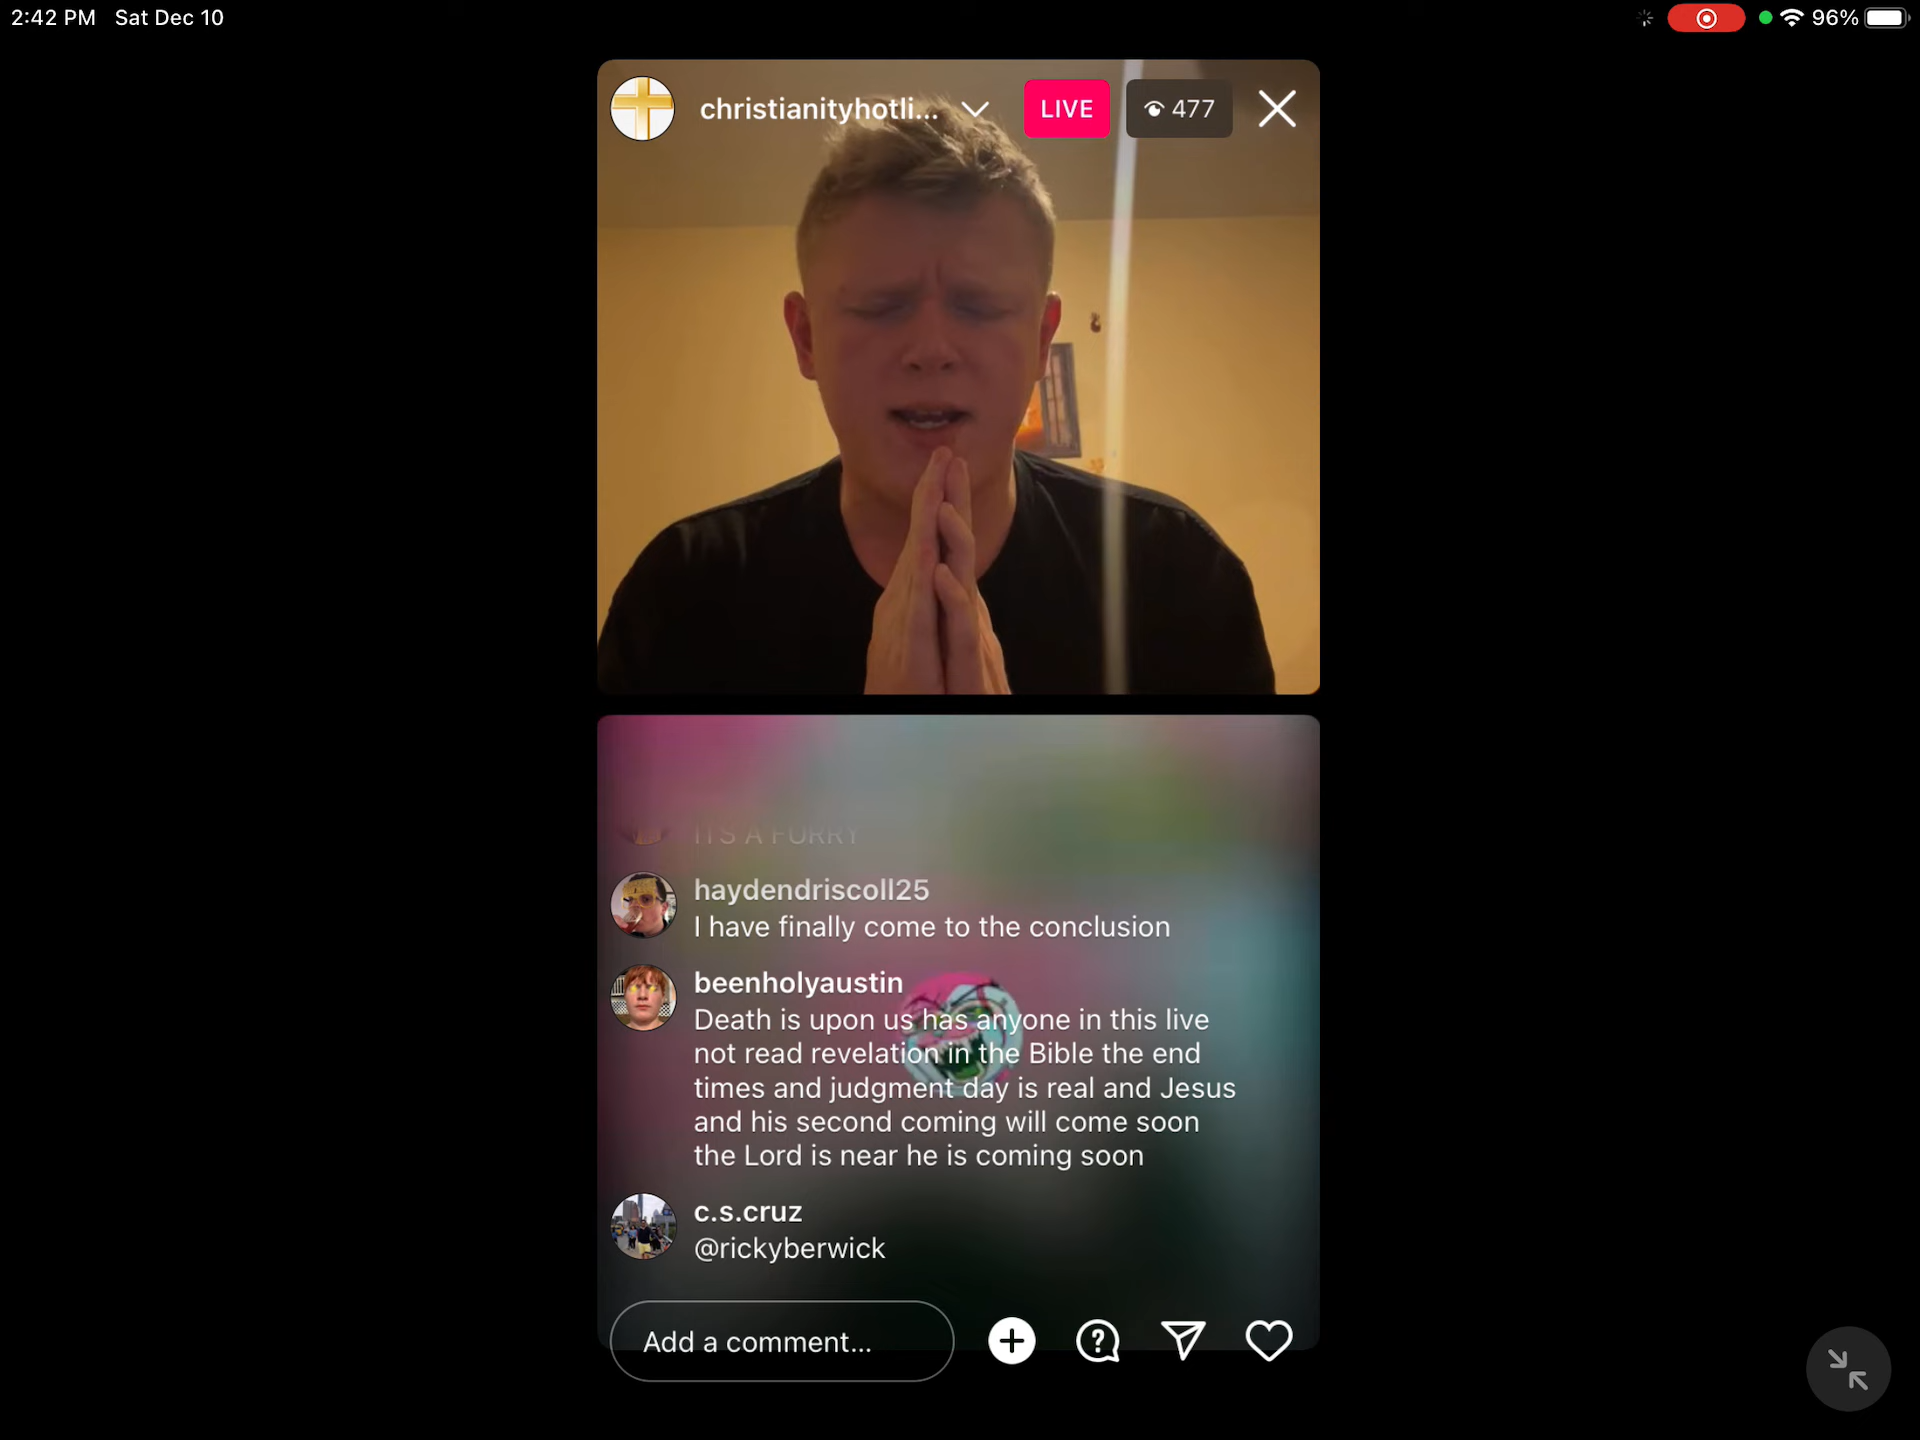 2:42 PM Sat Dec 10
96%
christianityhotli...
LIVE
477
ITS A FURRY
haydendriscoll25
I have finally come to the conclusion
beenholyaustin
Death is upon us has anyone in this live
not read revelation in the Bible the end
times and judgment day is real and Jesus
and his second coming will come soon
the Lord is near he is coming soon
c.s.cruz
@rickyberwick
Add a comment...